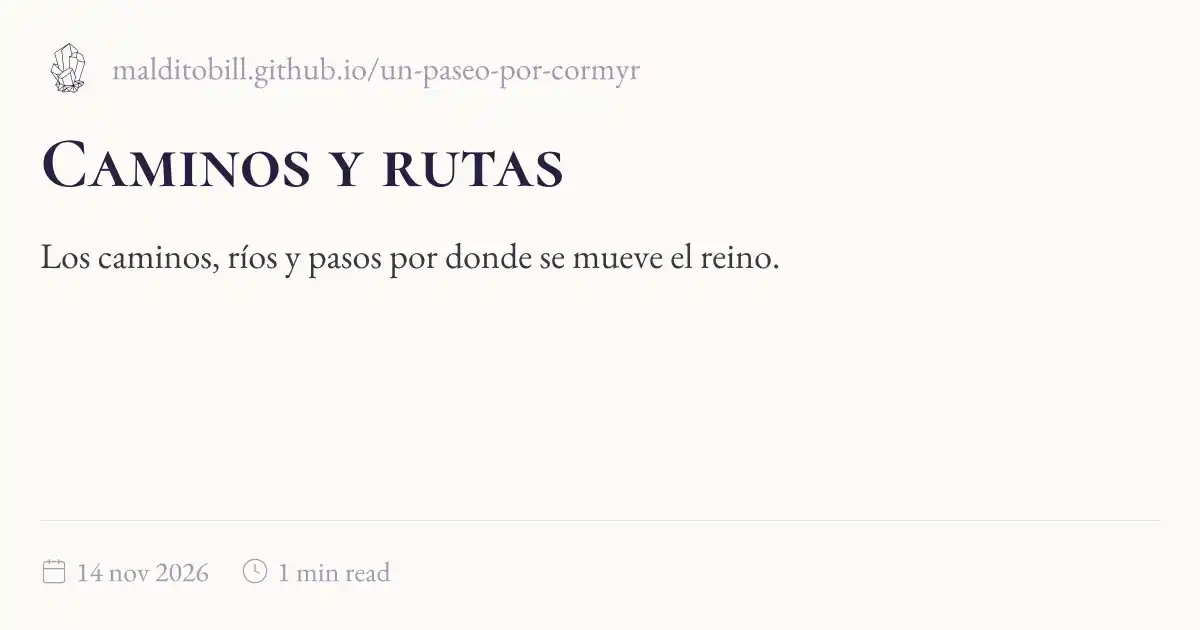 malditobill.github.io/un-paseo-por-cormyr
Caminos y rutas
Los caminos, ríos y pasos por donde se mueve el reino.
14 nov 2026
1 min read